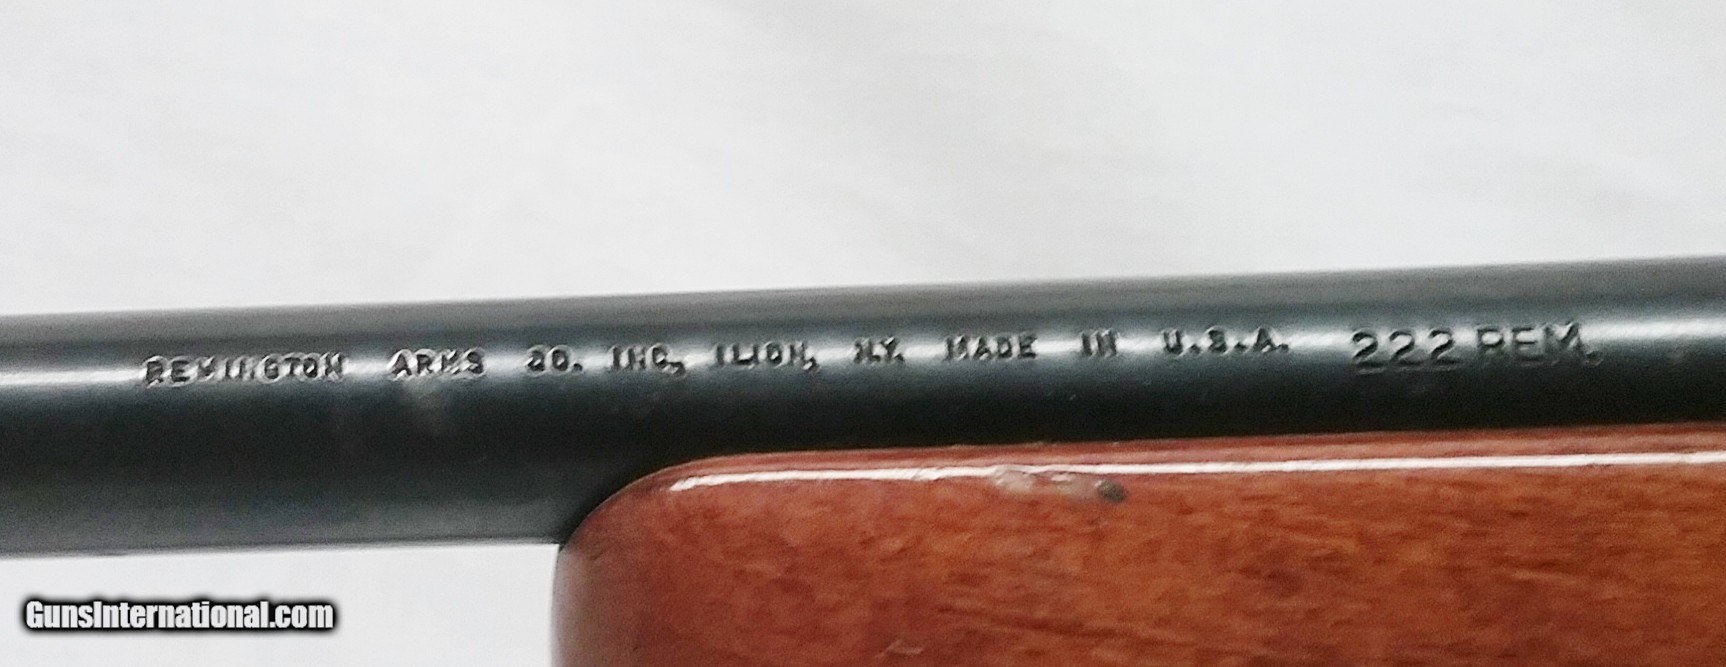 REMINGTON ARMS CO. INC, ILION, N.Y. MADE IN U.S.A. 222 REM.
GunsInternational.com